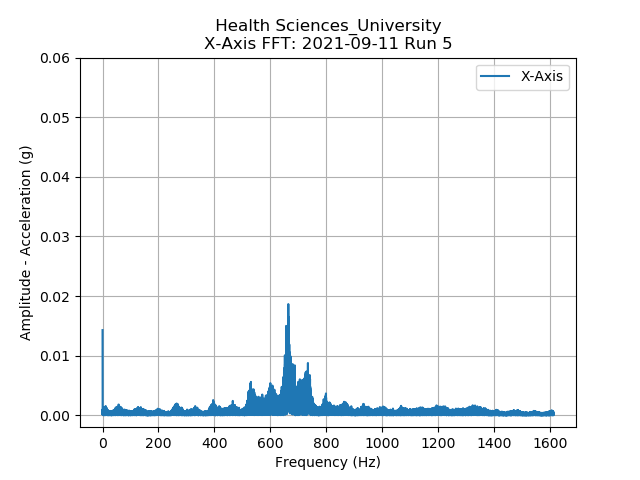 Health Sciences_University
X-Axis FFT: 2021-09-11 Run 5
X-Axis
Amplitude - Acceleration (g)
0.06
0.05
0.04
0.03
0.02
0.01
0.00
0 200 400 600 800 1000 1200 1400 1600
Frequency (Hz)